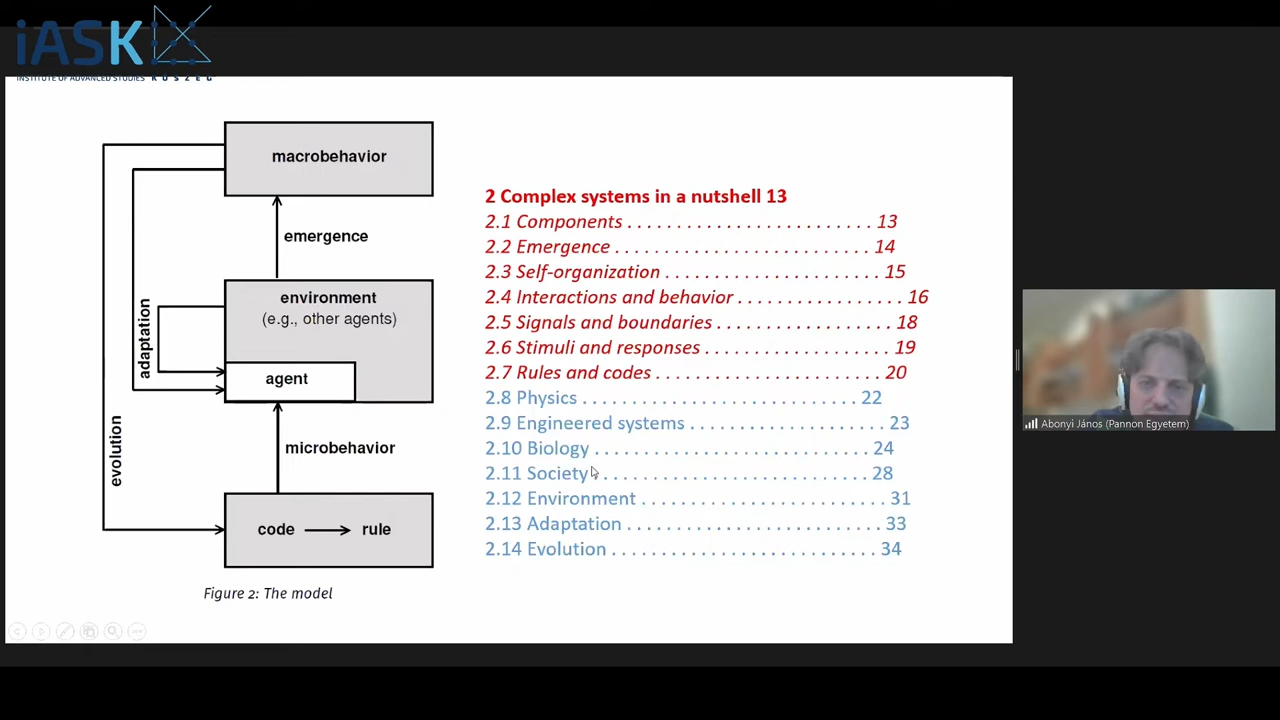 iASK
INSTITUTE OF ADVANCED STUDIES KŐSZEG
macrobehavior
emergence
environment
(e.g., other agents)
adaptation
agent
evolution
microbehavior
code → rule
Figure 2: The model
2 Complex systems in a nutshell 13
2.1 Components . . . . . . . . . . . . . . . . . . . . . . . . . 13
2.2 Emergence . . . . . . . . . . . . . . . . . . . . . . . . . . 14
2.3 Self-organization . . . . . . . . . . . . . . . . . . . . . . 15
2.4 Interactions and behavior . . . . . . . . . . . . . . . . . 16
2.5 Signals and boundaries . . . . . . . . . . . . . . . . . . 18
2.6 Stimuli and responses . . . . . . . . . . . . . . . . . . . 19
2.7 Rules and codes . . . . . . . . . . . . . . . . . . . . . . . 20
2.8 Physics . . . . . . . . . . . . . . . . . . . . . . . . . . . . 22
2.9 Engineered systems . . . . . . . . . . . . . . . . . . . . 23
2.10 Biology . . . . . . . . . . . . . . . . . . . . . . . . . . . 24
2.11 Society . . . . . . . . . . . . . . . . . . . . . . . . . . . 28
2.12 Environment . . . . . . . . . . . . . . . . . . . . . . . . 31
2.13 Adaptation . . . . . . . . . . . . . . . . . . . . . . . . . 33
2.14 Evolution . . . . . . . . . . . . . . . . . . . . . . . . . . 34
Abonyi János (Pannon Egyetem)